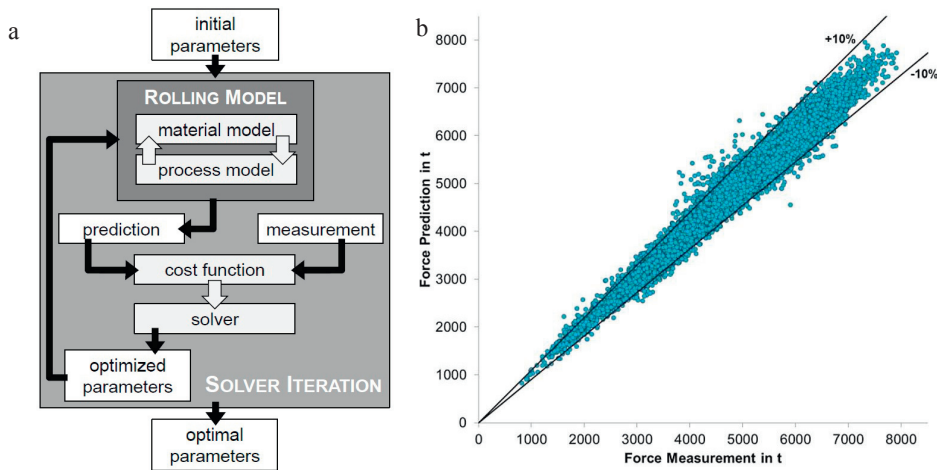 a
initial
parameters
ROLLING MODEL
material model
process model
prediction
measurement
cost function
solver
optimized
parameters
SOLVER ITERATION
optimal
parameters
b
8000
7000
6000
5000
4000
3000
2000
1000
0
Force Prediction in t
+10%
-10%
0 1000 2000 3000 4000 5000 6000 7000 8000
Force Measurement in t